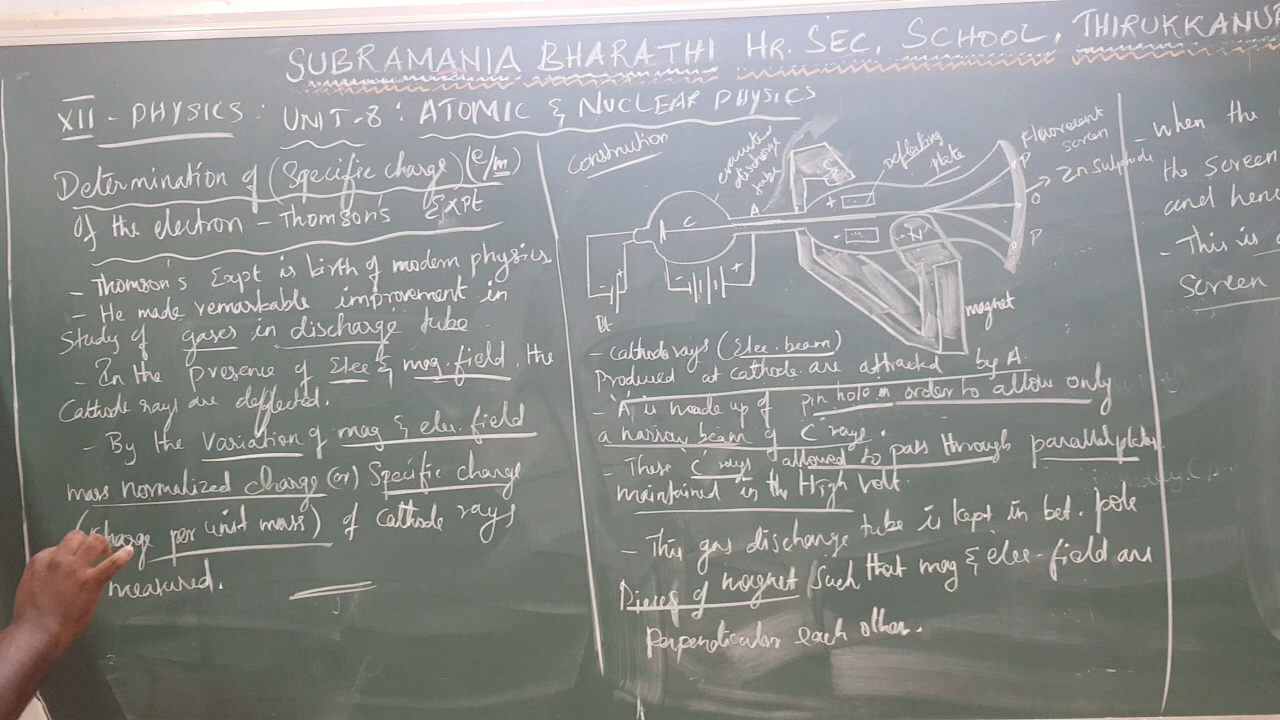 SUBRAMANIA BHARATHI HR. SEC. SCHOOL, THIRUKKANUR
XII - PHYSICS: UNIT-8: ATOMIC & NUCLEAR PHYSICS
Determination of (Specific charge) (e/m)
of the electron - Thomson's Expt
- Thomson's Expt is birth of modern physics
- He made remarkable improvement in
Study of gases in discharge tube.
- In the presence of Elec & mag. field, the
Cathode rays are deflected.
- By the variation of mag & elec. field
mass normalized charge (or) Specific charge
(charge per unit mass) of cathode rays
measured.
Construction
evacuated
discharge
tube
deflecting
plate
Fluorescent
screen
Zn sulphide
C
A
S
N
+
-
P
O
P
- +
- +
magnet
- cathode rays (Elec. beam)
Produced at cathode are attracted by A.
- 'A' is made up of pin hole in order to allow only
a narrow beam of C rays.
- These C rays allowed to pass through parallel plates
maintained in the High volt.
- This gas discharge tube is kept in bet. pole
Pieces of magnet such that mag & elec-field are
perpendicular each other.
- When the
the screen
and henc
- This is
Screen